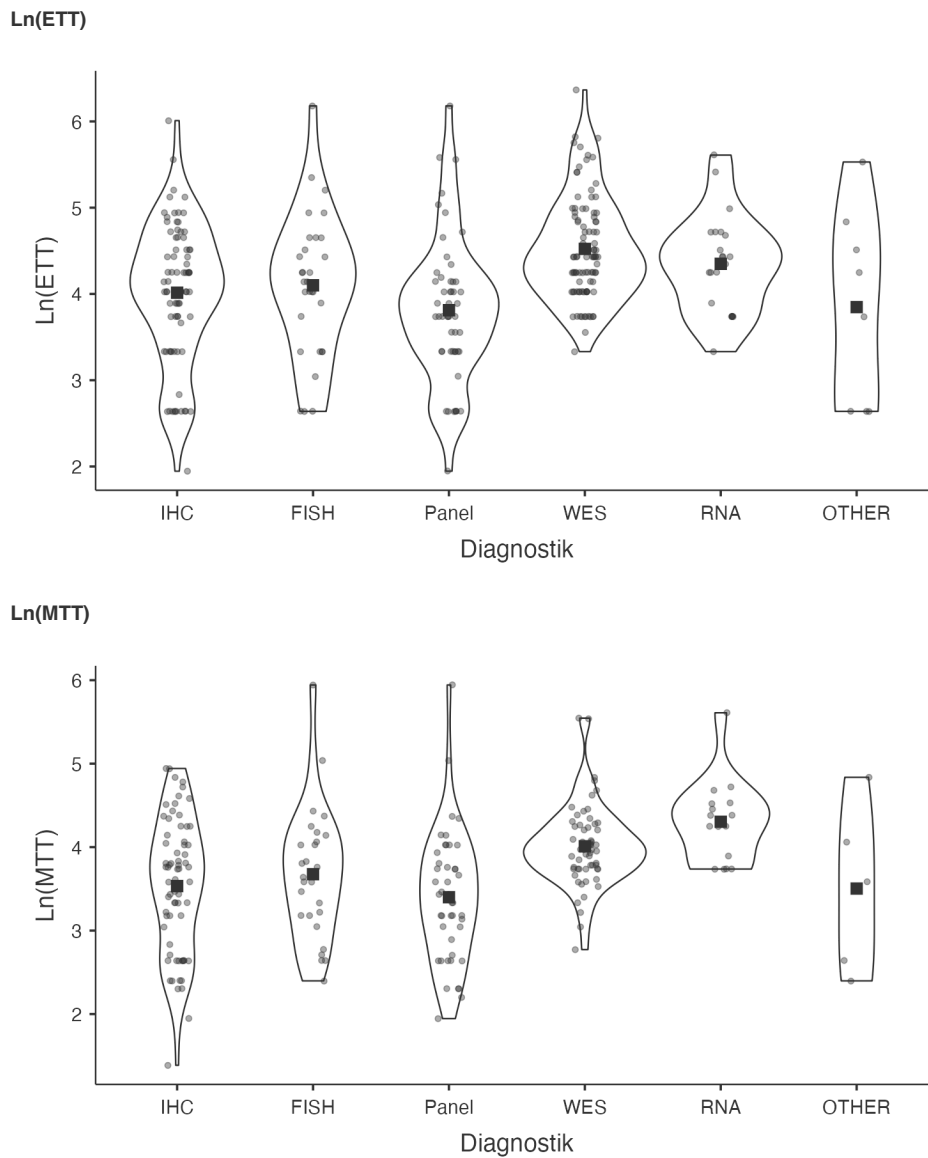 Ln(ETT)
Ln(ETT)
6
5
4
3
2
IHC FISH Panel WES RNA OTHER
Diagnostik
Ln(MTT)
Ln(MTT)
6
5
4
3
2
IHC FISH Panel WES RNA OTHER
Diagnostik